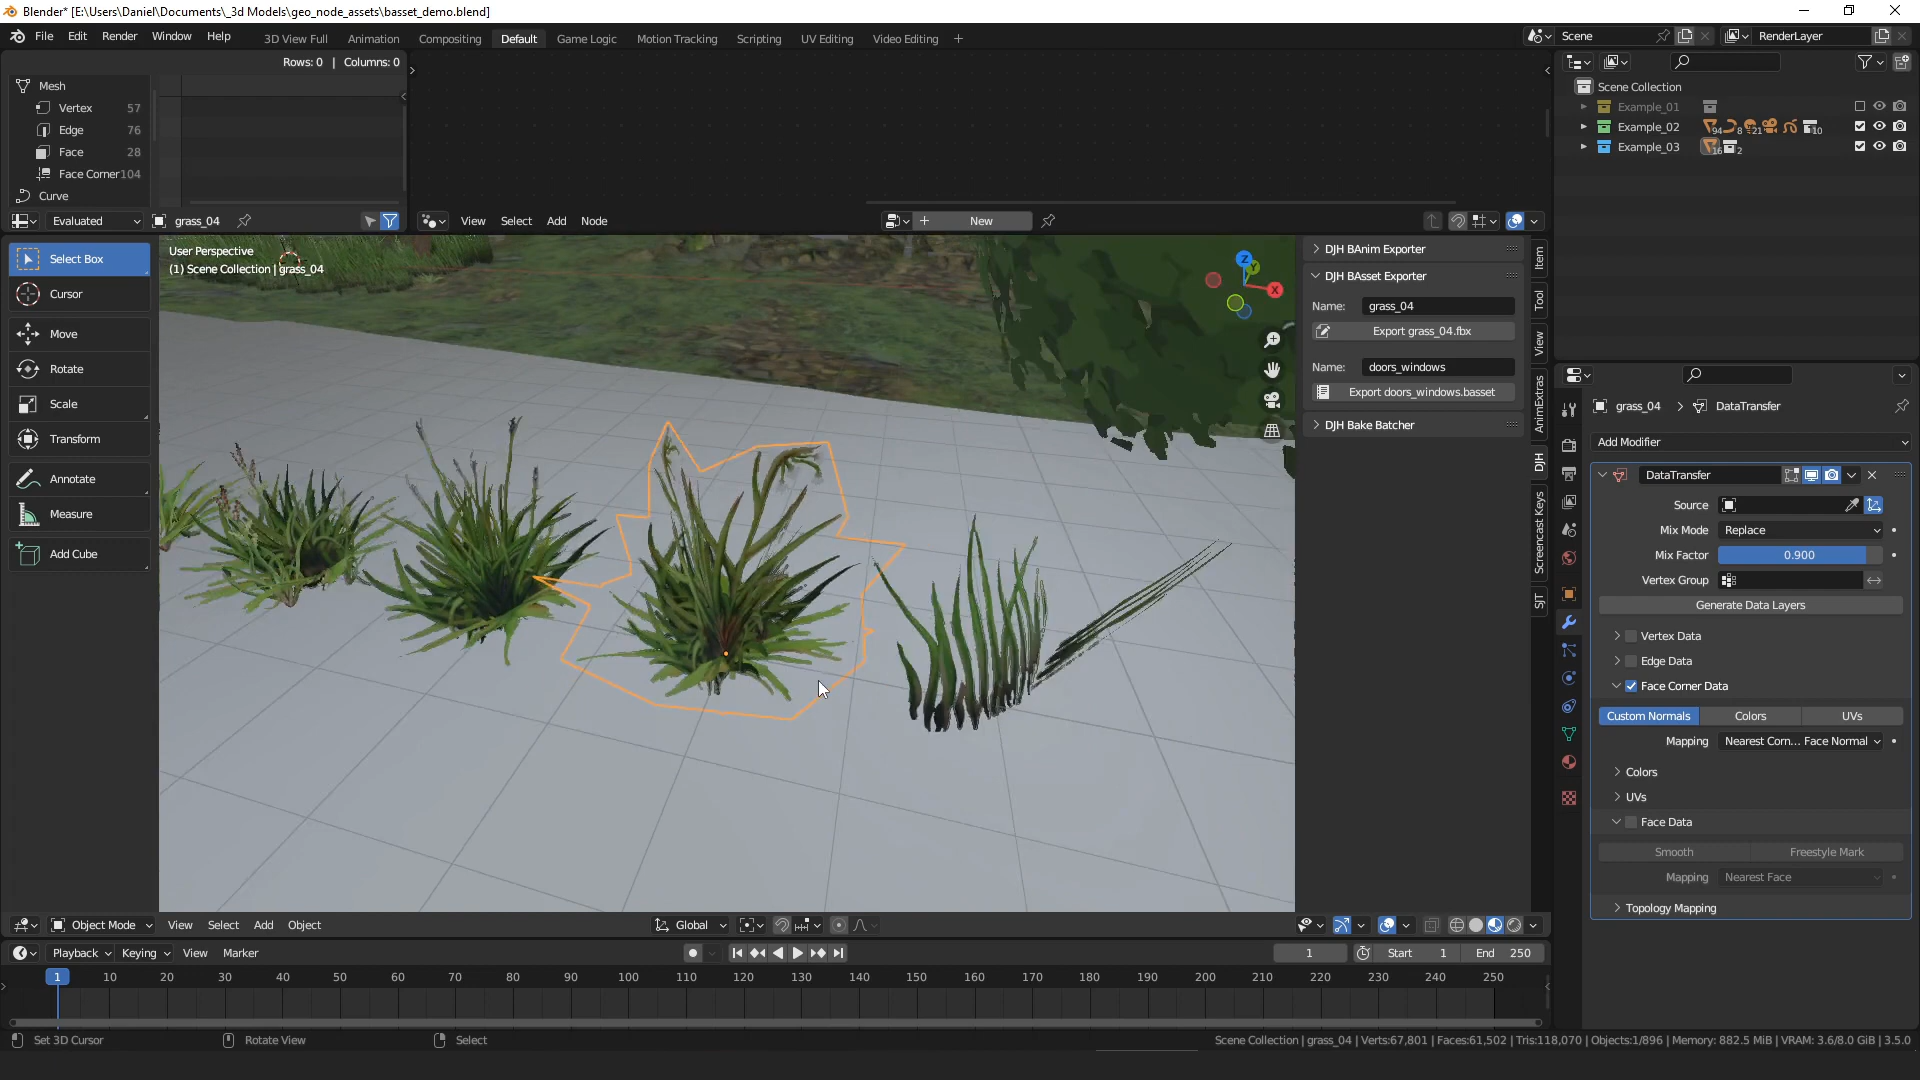 Blender* [E:\Users\Daniel\Documents\_3d Models\geo_node_assets\basset_demo.blend]
File Edit Render Window Help
3D View Full Animation Compositing Default Game Logic Motion Tracking Scripting UV Editing Video Editing +
Scene
RenderLayer
Rows: 0 | Columns: 0
Mesh
Vertex 57
Edge 76
Face 28
Face Corner 104
Curve
Evaluated grass_04
View Select Add Node
New
Scene Collection
Example_01
Example_02 94 8 21 10
Example_03 16 2
Select Box
Cursor
Move
Rotate
Scale
Transform
Annotate
Measure
Add Cube
User Perspective
(1) Scene Collection | grass_04
Z
Y
X
DJH BAnim Exporter
DJH BAsset Exporter
Name: grass_04
Export grass_04.fbx
Name: doors_windows
Export doors_windows.basset
DJH Bake Batcher
Item
Tool
View
AnimExtras
DJH
Screencast Keys
SJT
grass_04 > DataTransfer
Add Modifier
DataTransfer
Source
Mix Mode Replace
Mix Factor 0.900
Vertex Group
Generate Data Layers
Vertex Data
Edge Data
Face Corner Data
Custom Normals Colors UVs
Mapping Nearest Corn... Face Normal
Colors
UVs
Face Data
Smooth Freestyle Mark
Mapping Nearest Face
Topology Mapping
Object Mode View Select Add Object
Global
Playback Keying View Marker
1 Start 1 End 250
1 10 20 30 40 50 60 70 80 90 100 110 120 130 140 150 160 170 180 190 200 210 220 230 240 250
Set 3D Cursor Rotate View Select
Scene Collection | grass_04 | Verts:67,801 | Faces:61,502 | Tris:118,070 | Objects:1/896 | Memory: 882.5 MiB | VRAM: 3.6/8.0 GiB | 3.5.0